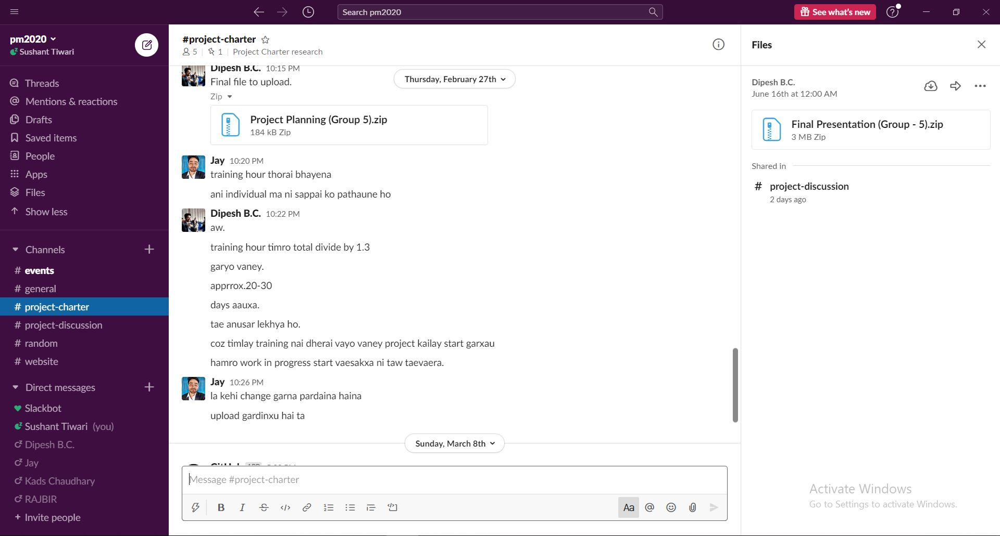 Search pm2020
See what's new
pm2020
Sushant Tiwari
Threads
Mentions & reactions
Drafts
Saved items
People
Apps
Files
Show less
Channels
# events
# general
# project-charter
# project-discussion
# random
# website
Direct messages
Slackbot
Sushant Tiwari (you)
Dipesh B.C.
Jay
Kads Chaudhary
RAJBIR
+ Invite people
#project-charter
5 | 1 | Project Charter research
Thursday, February 27th
Dipesh B.C. 10:15 PM
Final file to upload.
Zip
Project Planning (Group 5).zip
184 kB Zip
Jay 10:20 PM
training hour thorai bhayena
ani individual ma ni sappai ko pathaune ho
Dipesh B.C. 10:22 PM
aw.
training hour timro total divide by 1.3
garyo vaney.
apprrox.20-30
days aauxa.
tae anusar lekhya ho.
coz timlay training nai dherai vayo vaney project kailay start garxau
hamro work in progress start vaesakxa ni taw taevaera.
Jay 10:26 PM
la kehi change garna pardaina haina
upload gardinxu hai ta
Sunday, March 8th
GitHub APP
Message #project-charter
B I S </> Aa @
Files
Dipesh B.C.
June 16th at 12:00 AM
Final Presentation (Group - 5).zip
3 MB Zip
Shared in
# project-discussion
2 days ago
Activate Windows
Go to Settings to activate Windows.